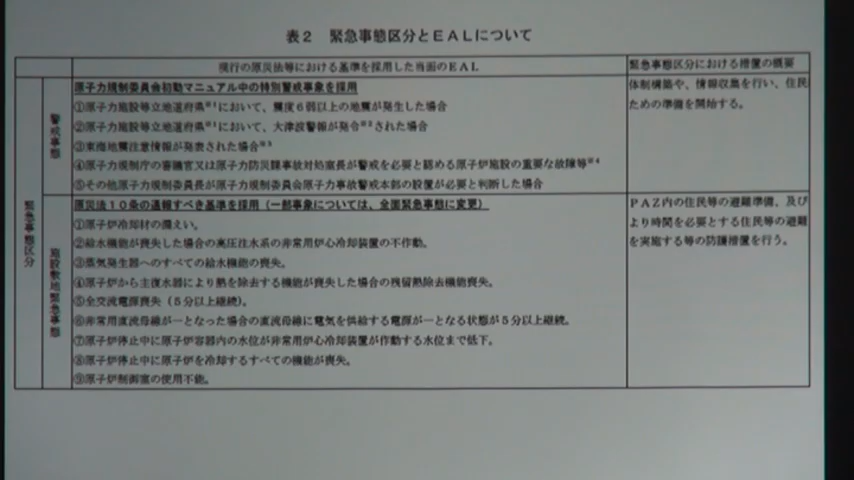 表２　緊急事態区分とＥＡＬについて
現行の原災法等における基準を採用した当面のＥＡＬ
緊急事態区分における措置の概要
緊急事態区分
警戒事態
原子力規制委員会初動マニュアル中の特別警戒事象を採用
①原子力施設等立地道府県※１において、震度６弱以上の地震が発生した場合
②原子力施設等立地道府県※１において、大津波警報が発令※２された場合
③東海地震注意情報が発表された場合※３
④原子力規制庁の審議官又は原子力防災課事故対処室長が警戒を必要と認める原子炉施設の重要な故障等※４
⑤その他原子力規制委員長が原子力規制委員会原子力事故警戒本部の設置が必要と判断した場合
体制構築や、情報収集を行い、住民
ための準備を開始する。
施設敷地緊急事態
原災法１０条の通報すべき基準を採用（一部事象については、全面緊急事態に変更）
①原子炉冷却材の漏えい。
②給水機能が喪失した場合の高圧注水系の非常用炉心冷却装置の不作動。
③蒸気発生器へのすべての給水機能の喪失。
④原子炉から主復水器により熱を除去する機能が喪失した場合の残留熱除去機能喪失。
⑤全交流電源喪失（５分以上継続）。
⑥非常用直流母線が一となった場合の直流母線に電気を供給する電源が一となる状態が５分以上継続。
⑦原子炉停止中に原子炉容器内の水位が非常用炉心冷却装置が作動する水位まで低下。
⑧原子炉停止中に原子炉を冷却するすべての機能が喪失。
⑨原子炉制御室の使用不能。
ＰＡＺ内の住民等の避難準備、及び
より時間を必要とする住民等の避難
を実施する等の防護措置を行う。